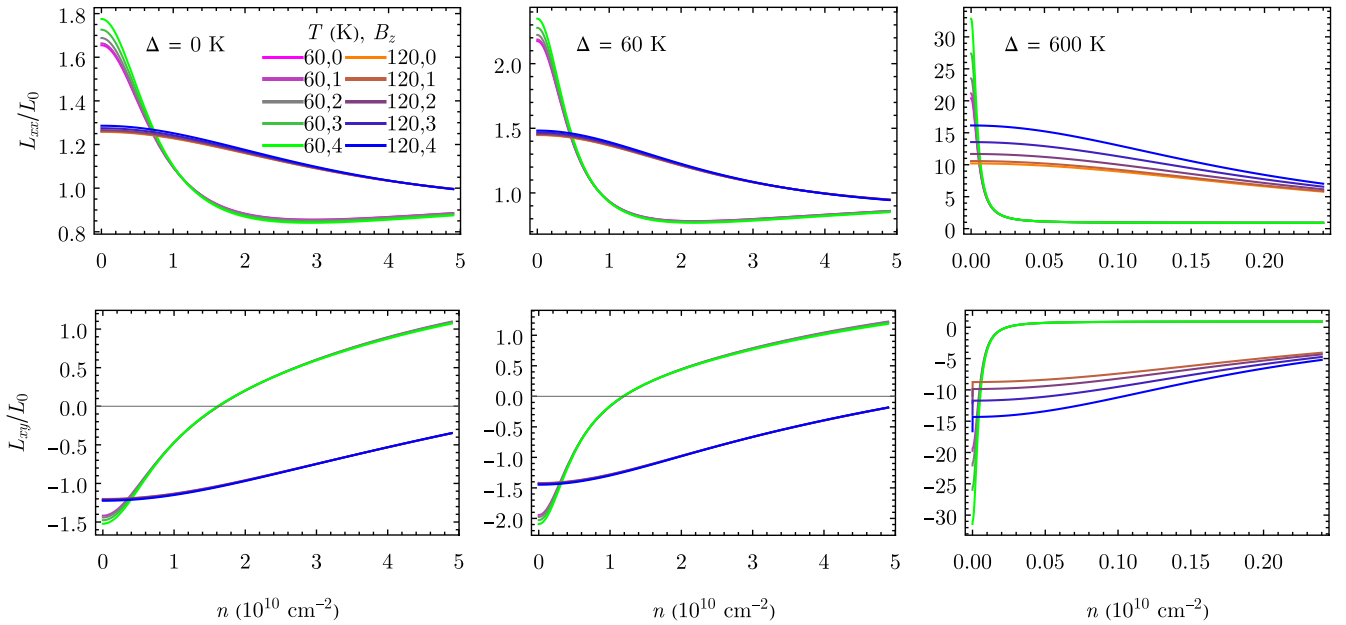 Δ = 0 K
T (K), B_z
60,0 120,0
60,1 120,1
60,2 120,2
60,3 120,3
60,4 120,4
L_xx/L_0
1.8
1.6
1.4
1.2
1.0
0.8
0 1 2 3 4 5
Δ = 60 K
2.0
1.5
1.0
0 1 2 3 4 5
Δ = 600 K
30
25
20
15
10
5
0
0.00 0.05 0.10 0.15 0.20
L_xy/L_0
1.0
0.5
0.0
−0.5
−1.0
−1.5
0 1 2 3 4 5
n (10^10 cm^−2)
1.0
0.5
0.0
−0.5
−1.0
−1.5
−2.0
0 1 2 3 4 5
n (10^10 cm^−2)
0
−5
−10
−15
−20
−25
−30
0.00 0.05 0.10 0.15 0.20
n (10^10 cm^−2)